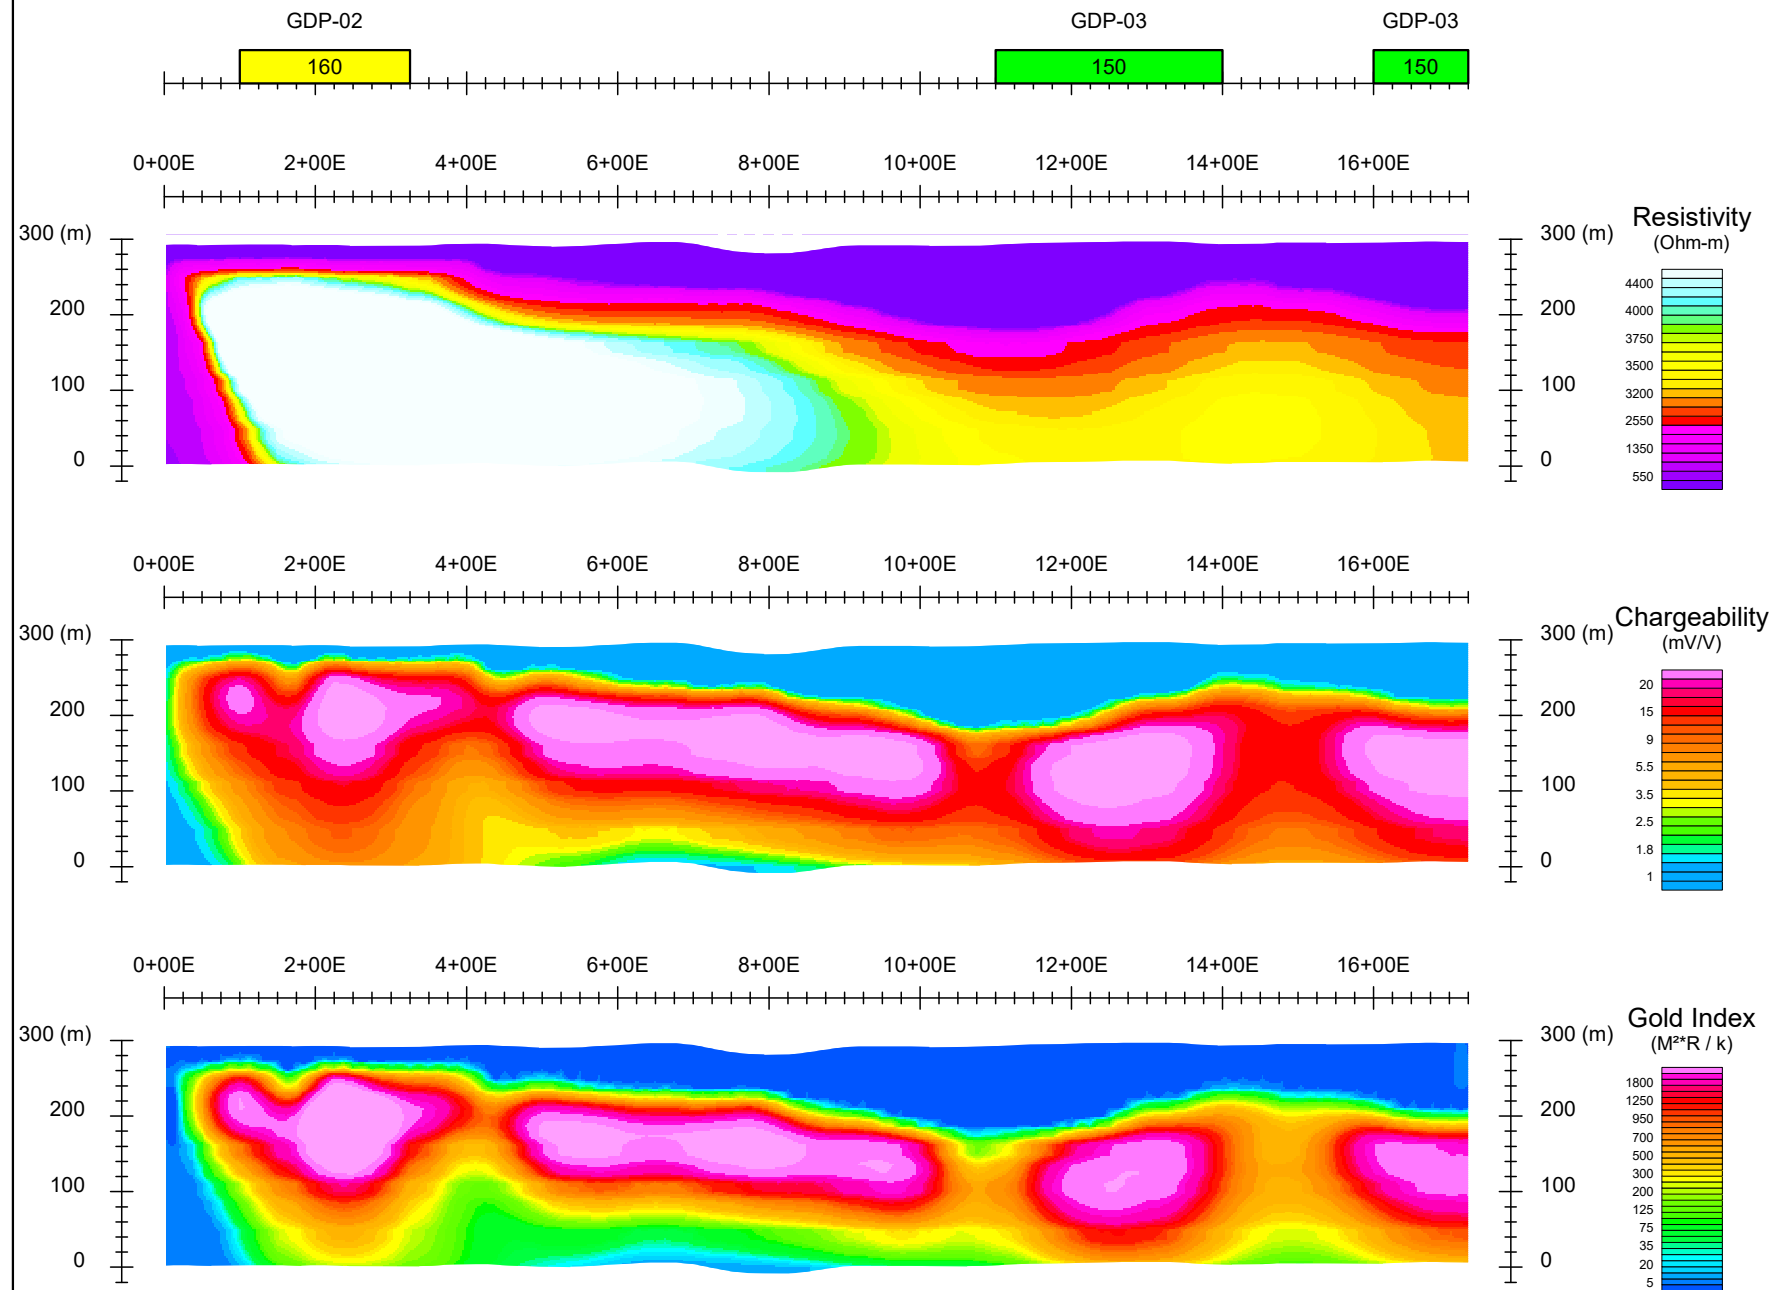 GDP-02 GDP-03 GDP-03
160 150 150
0+00E 2+00E 4+00E 6+00E 8+00E 10+00E 12+00E 14+00E 16+00E
300 (m) 300 (m)
200 200
100 100
0 0
Resistivity
(Ohm-m)
4400
4000
3750
3500
3200
2550
1350
550
0+00E 2+00E 4+00E 6+00E 8+00E 10+00E 12+00E 14+00E 16+00E
300 (m) 300 (m)
200 200
100 100
0 0
Chargeability
(mV/V)
20
15
9
5.5
3.5
2.5
1.8
1
0+00E 2+00E 4+00E 6+00E 8+00E 10+00E 12+00E 14+00E 16+00E
300 (m) 300 (m)
200 200
100 100
0 0
Gold Index
(M²*R / k)
1800
1250
950
700
500
300
200
125
75
35
20
5